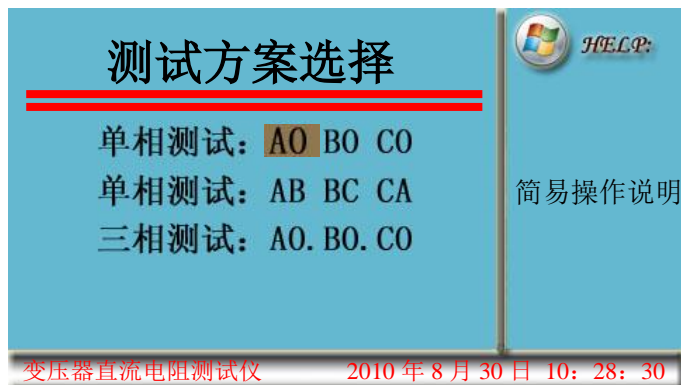 测试方案选择
单相测试：AO BO CO
单相测试：AB BC CA
三相测试：AO.BO.CO
HELP:
简易操作说明
变压器直流电阻测试仪 2010 年 8 月 30 日 10：28：30